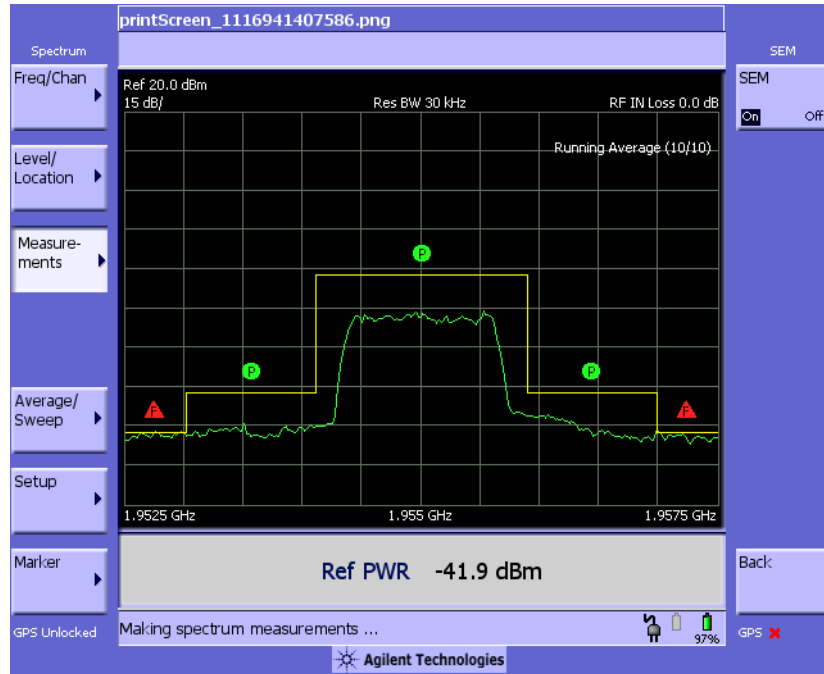 printScreen_1116941407586.png
Spectrum
SEM
Freq/Chan
SEM
On Off
Ref 20.0 dBm
15 dB/ Res BW 30 kHz RF IN Loss 0.0 dB
Running Average (10/10)
Level/
Location
Measure-
ments
P
P
P
F
F
Average/
Sweep
Setup
1.9525 GHz 1.955 GHz 1.9575 GHz
Marker
Ref PWR -41.9 dBm
Back
GPS Unlocked
Making spectrum measurements ...
97%
GPS
Agilent Technologies